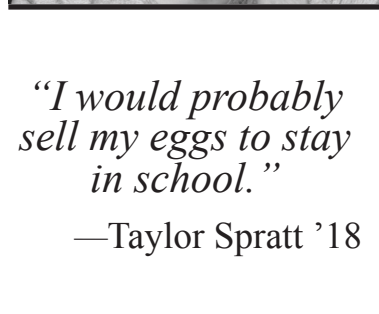 “I would probably
sell my eggs to stay
in school.”
—Taylor Spratt ’18